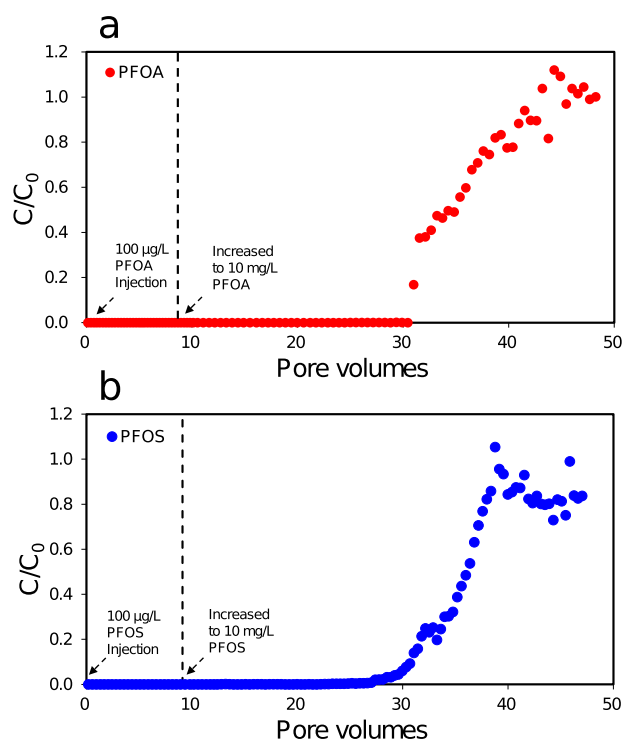 a
1.2
PFOA
1.0
0.8
C/C0
0.6
0.4
100 µg/L
PFOA
Injection
Increased
to 10 mg/L
PFOA
0.2
0.0
0 10 20 30 40 50
Pore volumes
b
1.2
PFOS
1.0
0.8
C/C0
0.6
0.4
100 µg/L
PFOS
Injection
Increased
to 10 mg/L
PFOS
0.2
0.0
0 10 20 30 40 50
Pore volumes